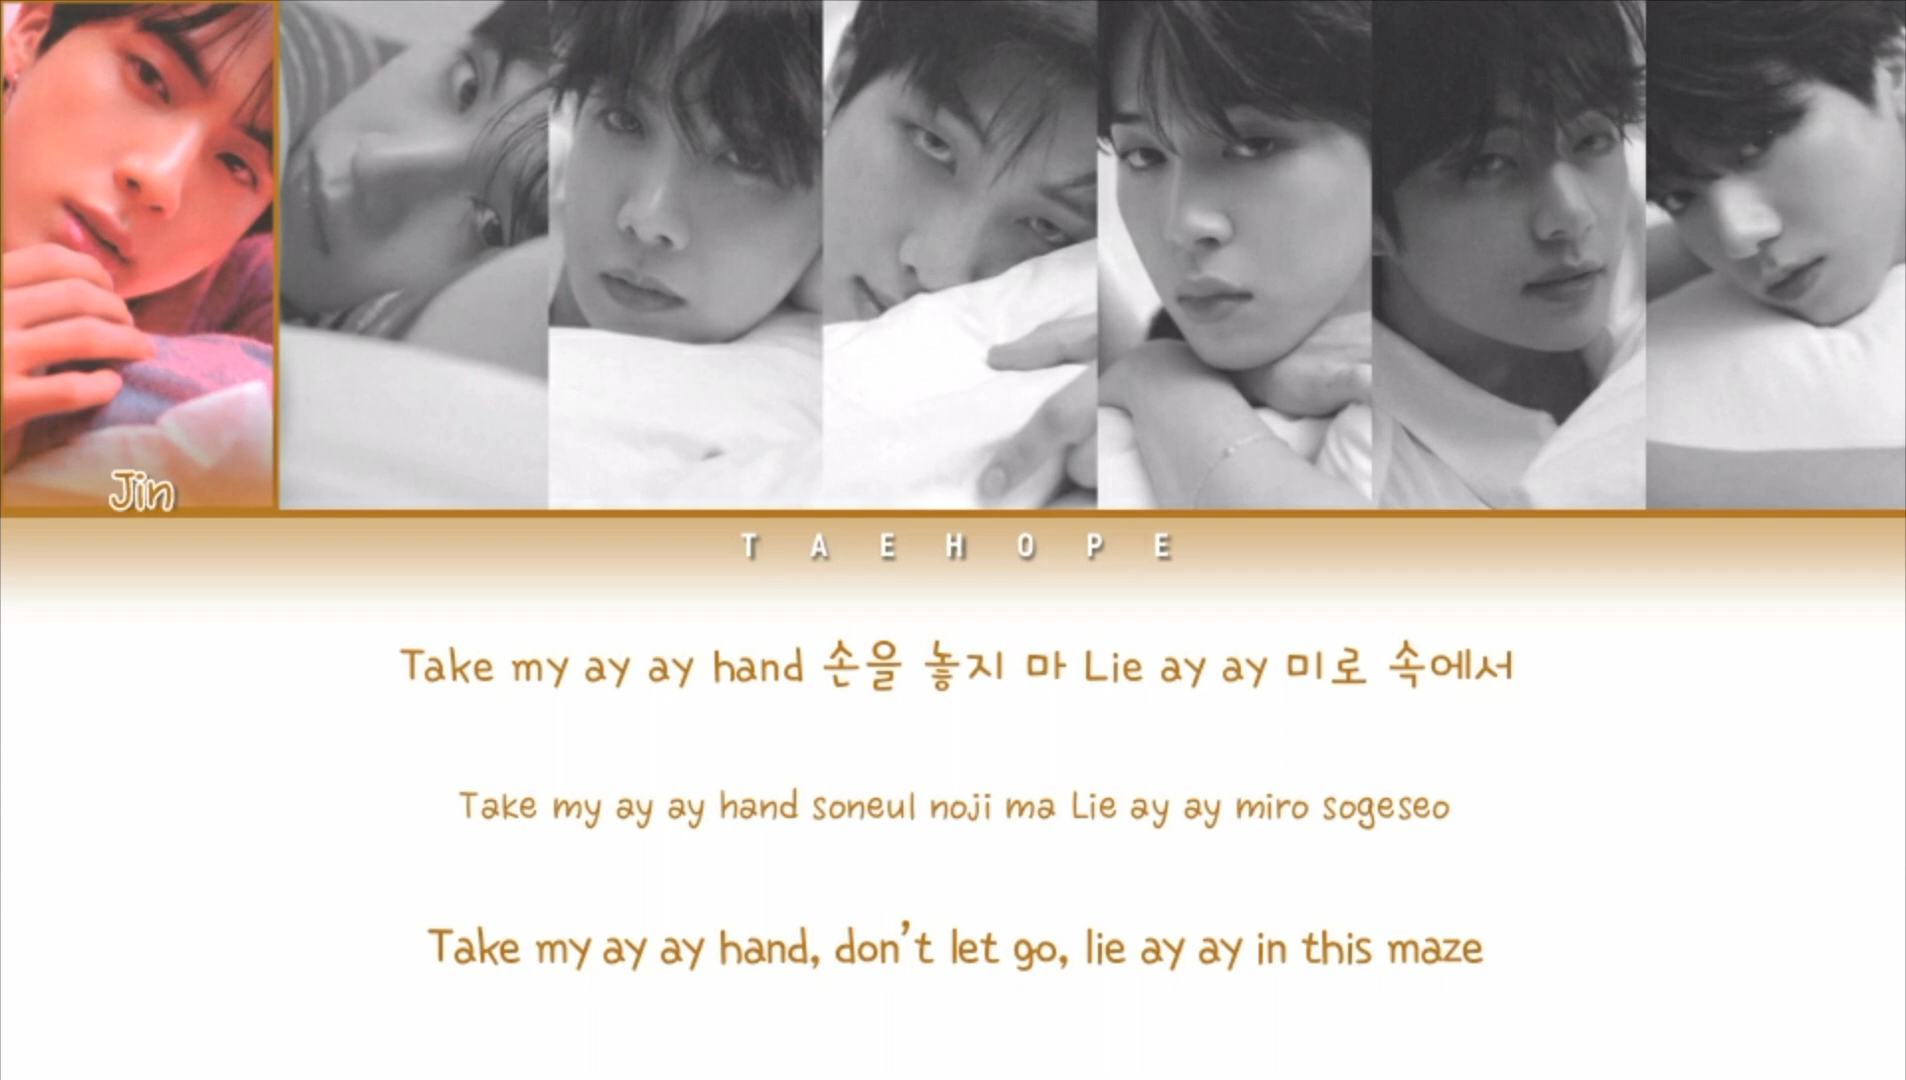 Jin
TAEHOPE
Take my ay ay hand 손을 놓지 마 Lie ay ay 미로 속에서
Take my ay ay hand soneul noji ma Lie ay ay miro sogeseo
Take my ay ay hand, don't let go, lie ay ay in this maze